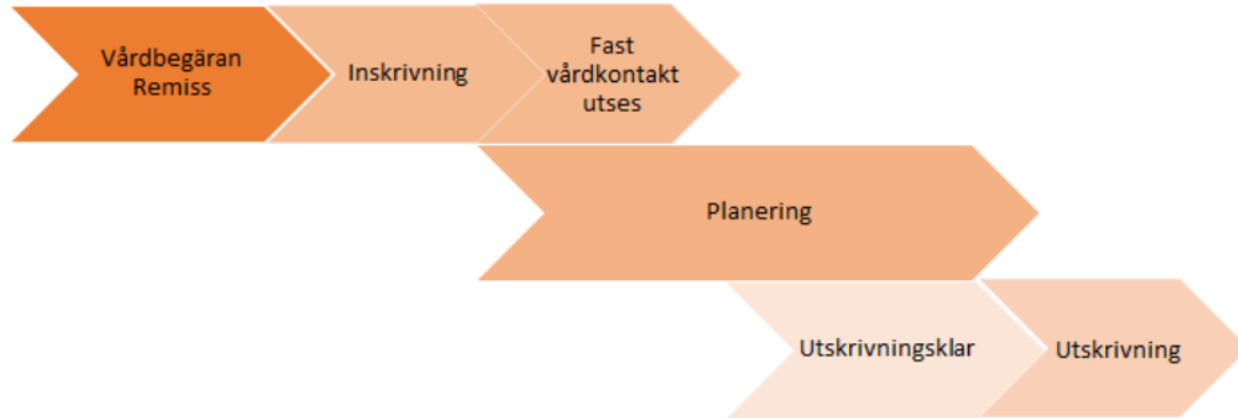 Vårdbegäran
Remiss
Inskrivning
Fast
vårdkontakt
utses
Planering
Utskrivningsklar
Utskrivning